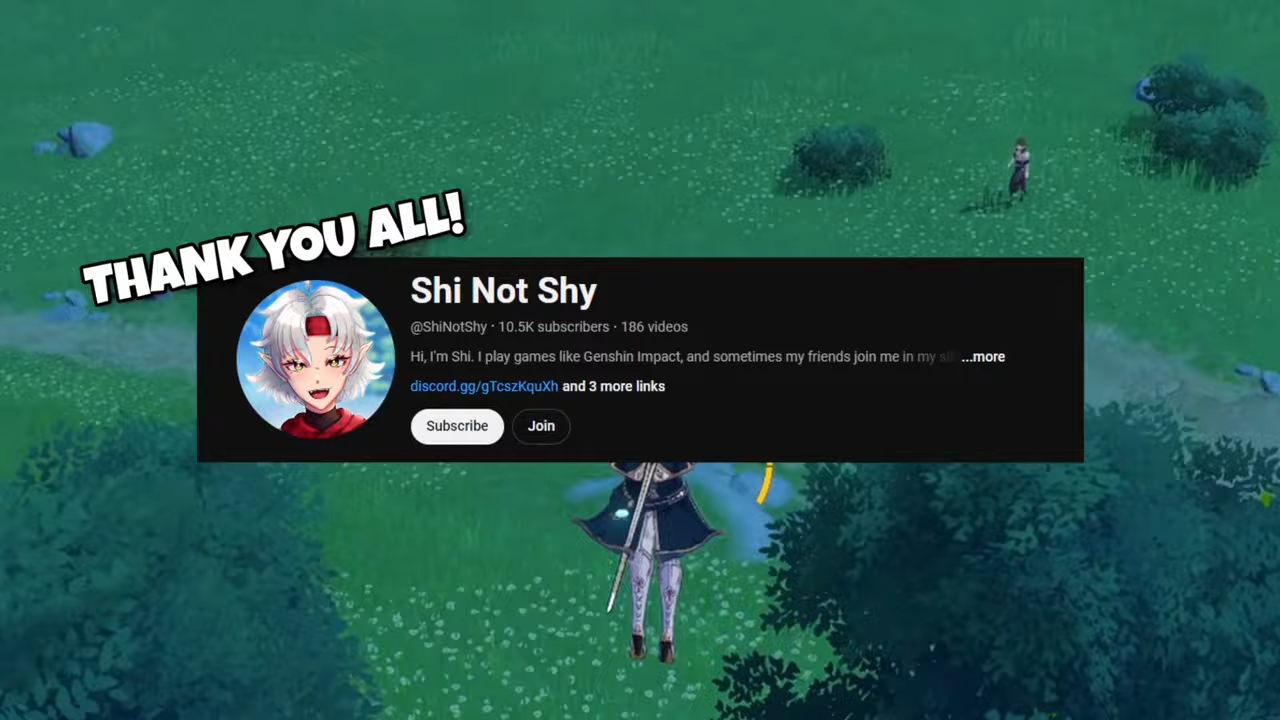 THANK YOU ALL!
Shi Not Shy
@ShiNotShy · 10.5K subscribers · 186 videos
Hi, I'm Shi. I play games like Genshin Impact, and sometimes my friends join me in my ...more
discord.gg/gTcszKquXh and 3 more links
Subscribe Join